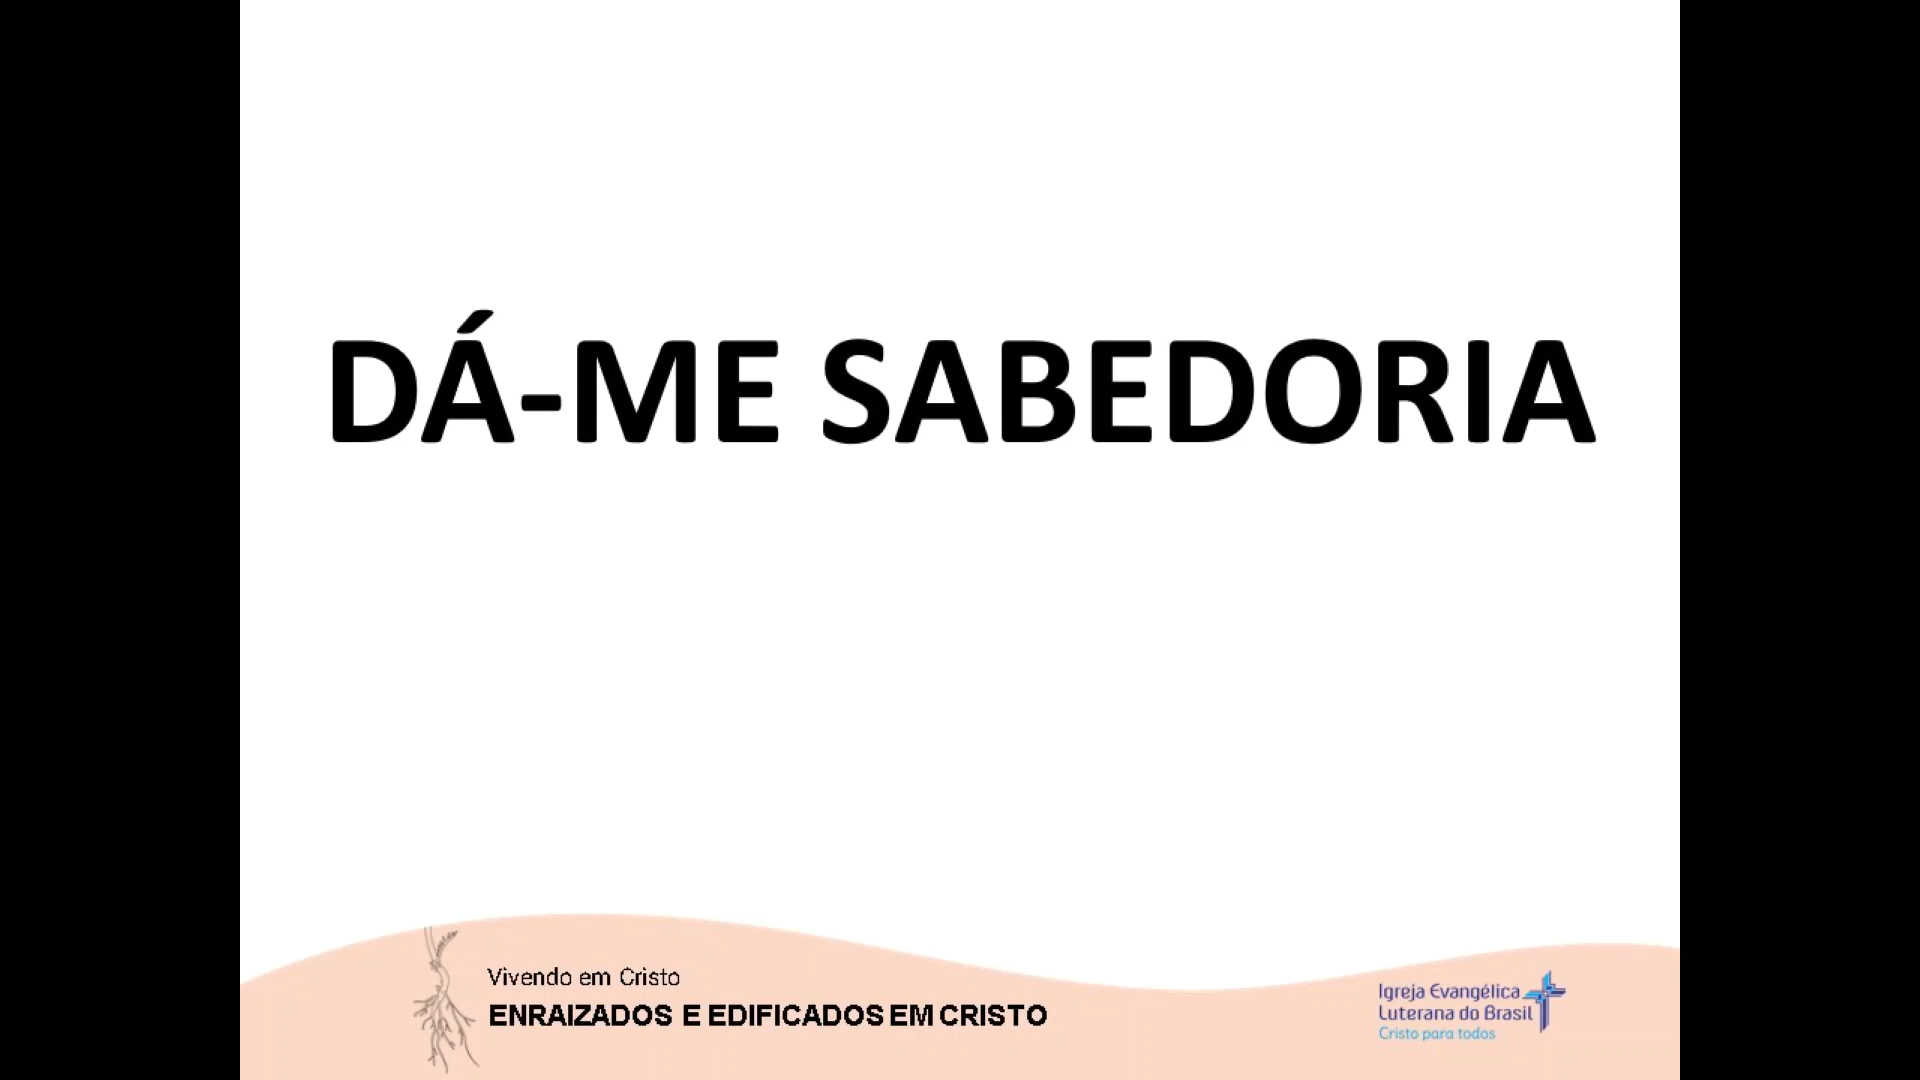 DÁ-ME SABEDORIA
Vivendo em Cristo
ENRAIZADOS E EDIFICADOS EM CRISTO
Igreja Evangélica
Luterana do Brasil
Cristo para todos